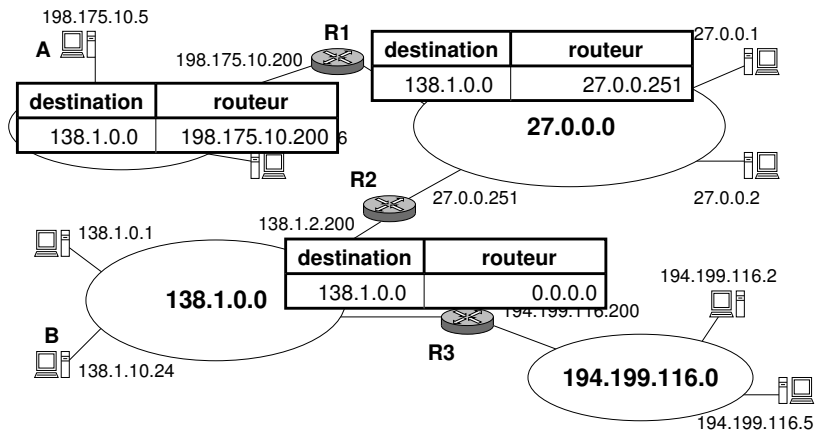 198.175.10.5
A
R1
198.175.10.200
destination routeur
138.1.0.0 27.0.0.251
27.0.0.1
destination routeur
138.1.0.0 198.175.10.200
6
27.0.0.0
R2
27.0.0.251
27.0.0.2
138.1.2.200
138.1.0.1
destination routeur
138.1.0.0 0.0.0.0
138.1.0.0
194.199.116.2
194.199.116.200
B
R3
138.1.10.24
194.199.116.0
194.199.116.5